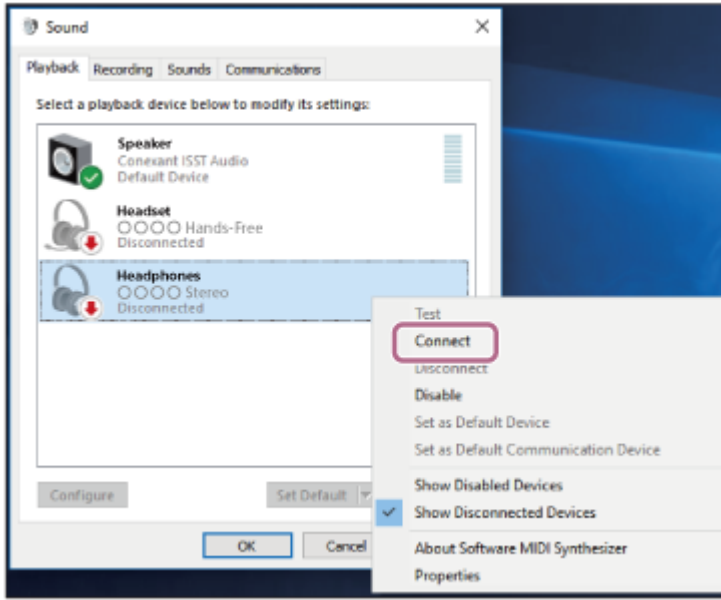 Sound
Playback Recording Sounds Communications
Select a playback device below to modify its settings:
Speaker
Conexant ISST Audio
Default Device
Headset
○○○○ Hands-Free
Disconnected
Headphones
○○○○ Stereo
Disconnected
Test
Connect
Disconnect
Disable
Set as Default Device
Set as Default Communication Device
Show Disabled Devices
Show Disconnected Devices
About Software MIDI Synthesizer
Properties
Configure
Set Default
OK
Cancel